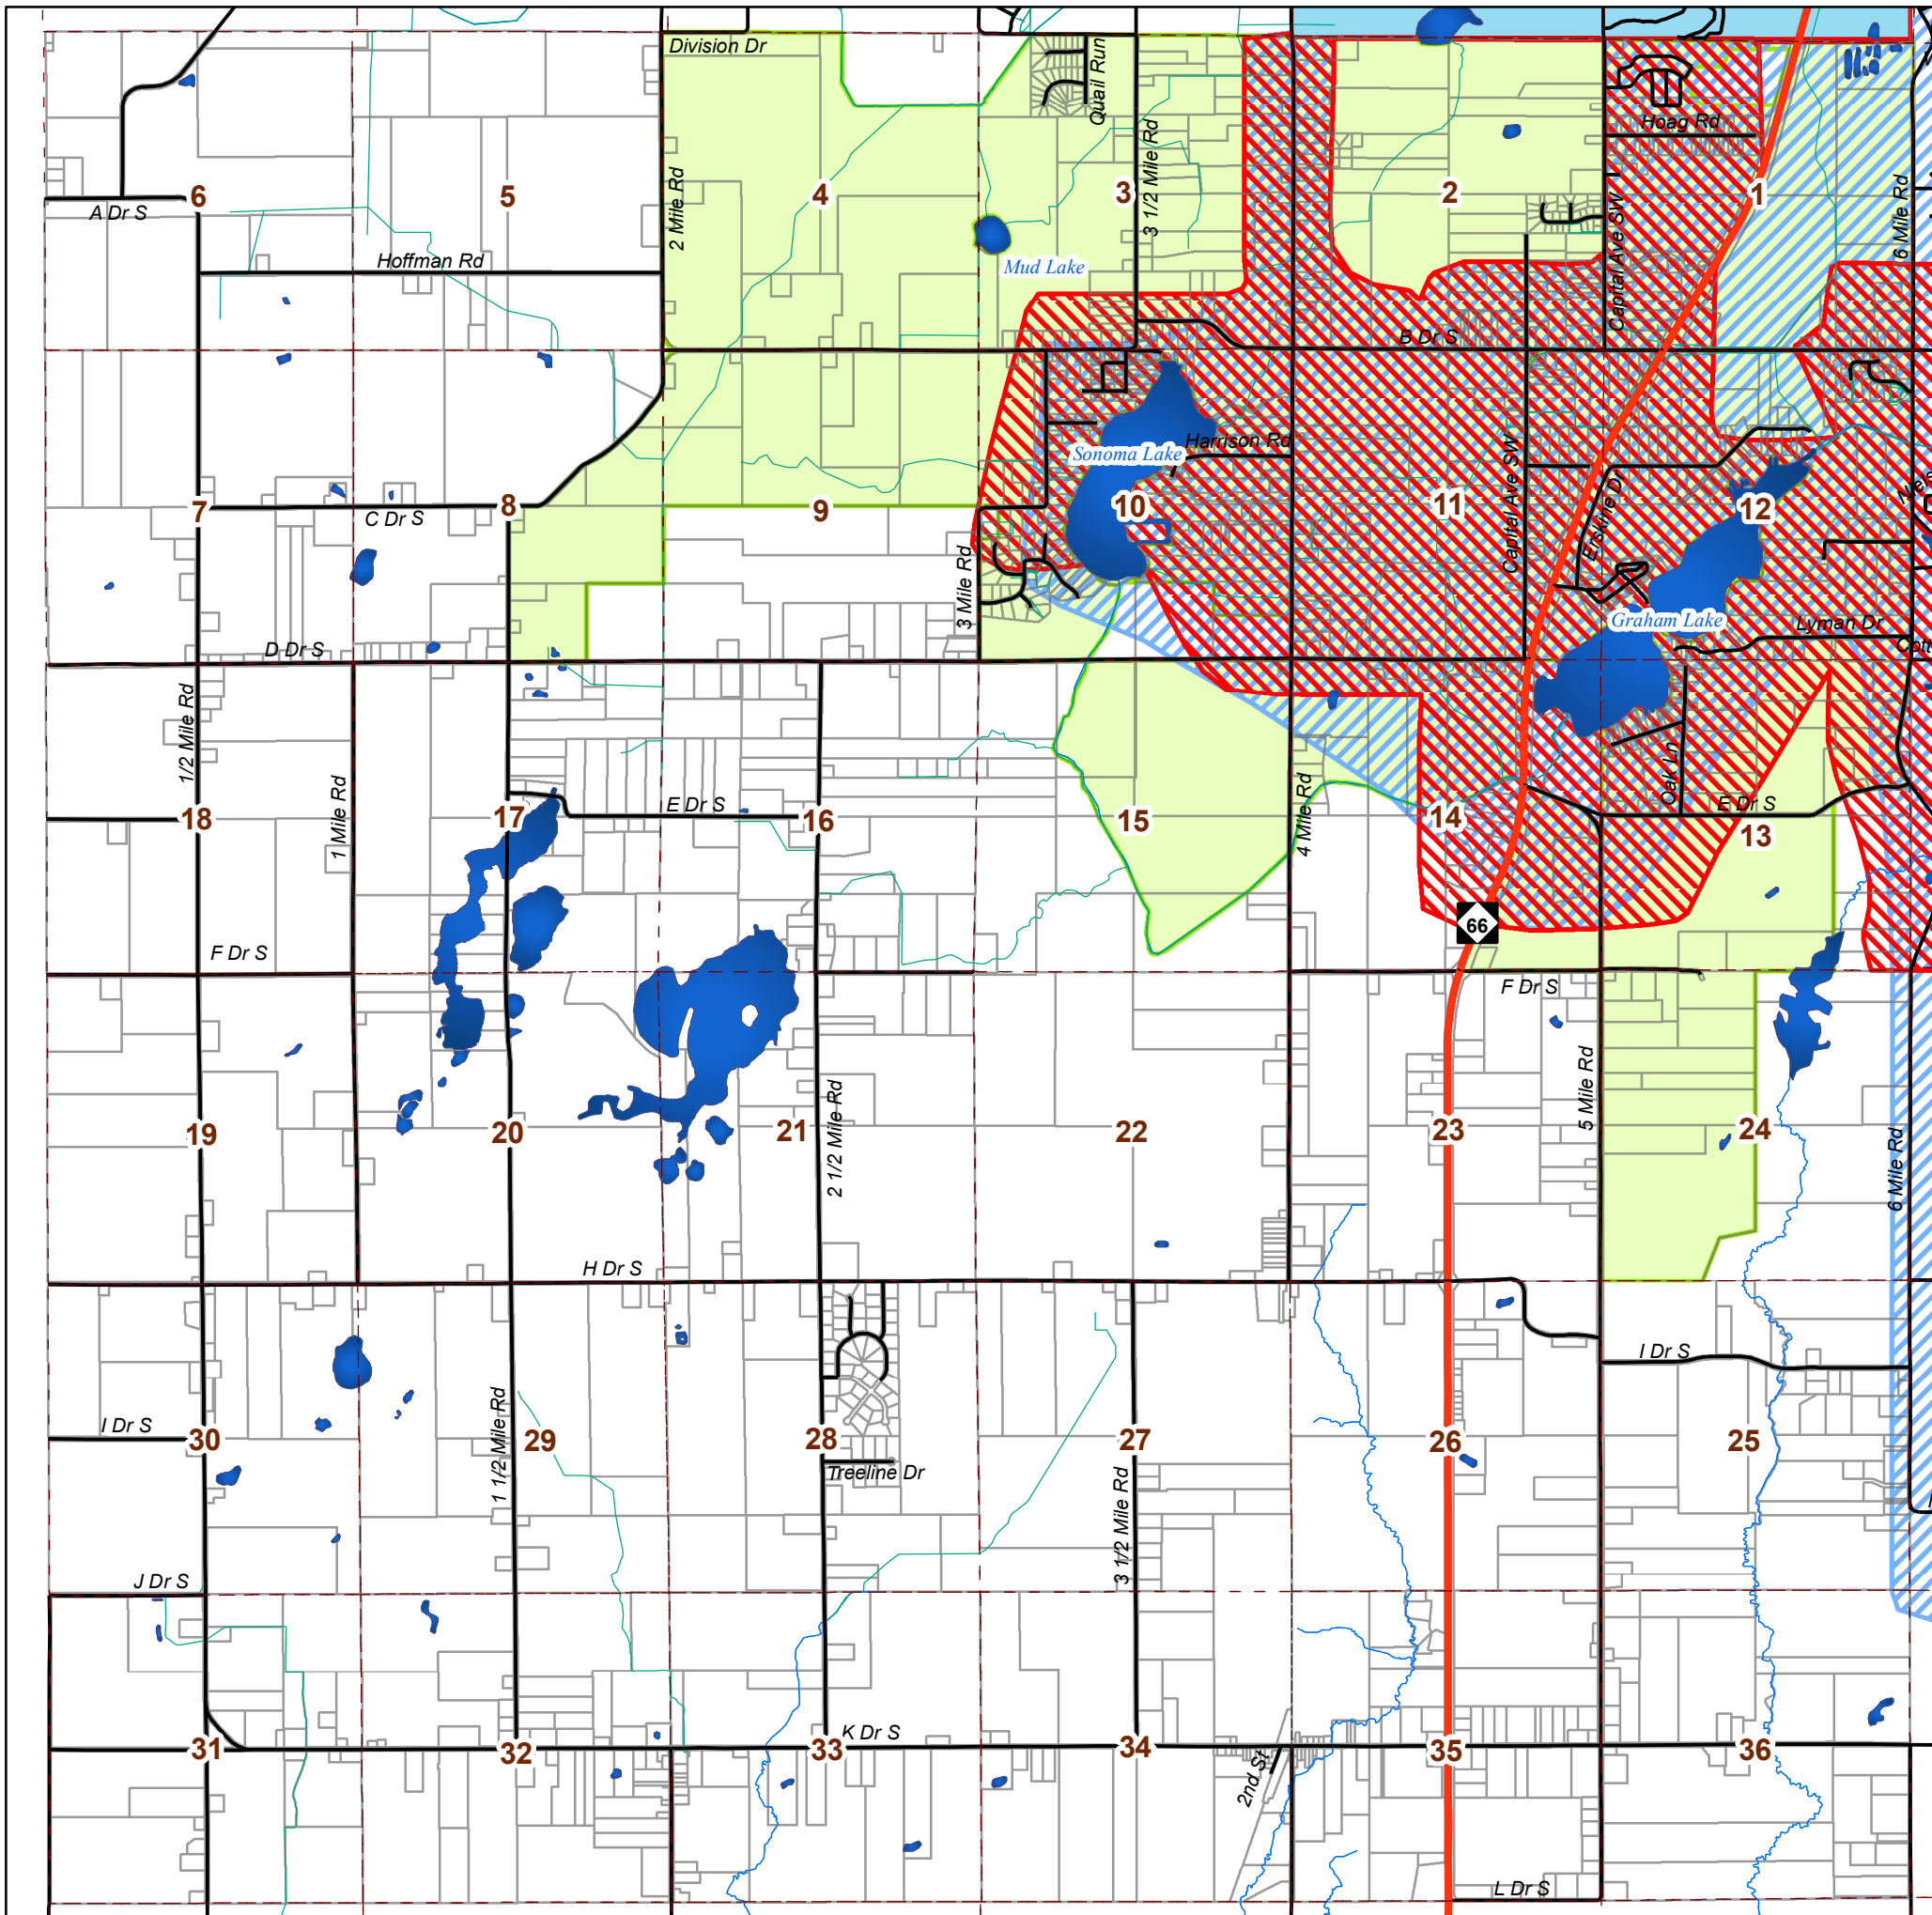 Division Dr
Quail Run
Hoag Rd
6
5
2 Mile Rd
4
3
3 1/2 Mile Rd
2
Capital Ave SW
1
6 Mile Rd
A Dr S
Hoffman Rd
Mud Lake
B Dr S
Sonoma Lake
Harrison Rd
Capital Ave SW
Erskine Dr
7
C Dr S
8
9
10
11
12
3 Mile Rd
D Dr S
Graham Lake
Lyman Dr
1/2 Mile Rd
1 Mile Rd
Oak Ln
18
17
E Dr S
16
15
4 Mile Rd
14
E Dr S
13
F Dr S
66
F Dr S
5 Mile Rd
19
20
21
2 1/2 Mile Rd
22
23
24
6 Mile Rd
H Dr S
I Dr S
I Dr S
30
1 1/2 Mile Rd
29
28
Treeline Dr
27
3 1/2 Mile Rd
26
25
J Dr S
K Dr S
31
32
33
34
2nd St
35
36
L Dr S